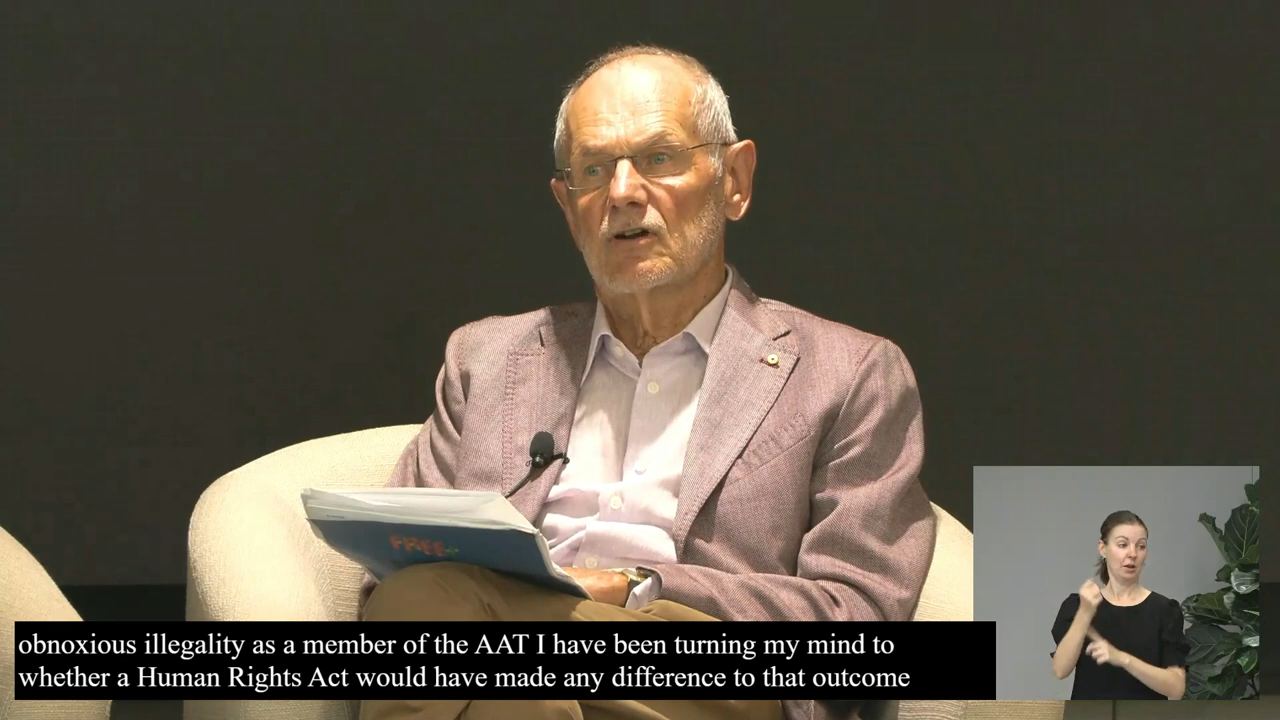 FREE+
obnoxious illegality as a member of the AAT I have been turning my mind to
whether a Human Rights Act would have made any difference to that outcome